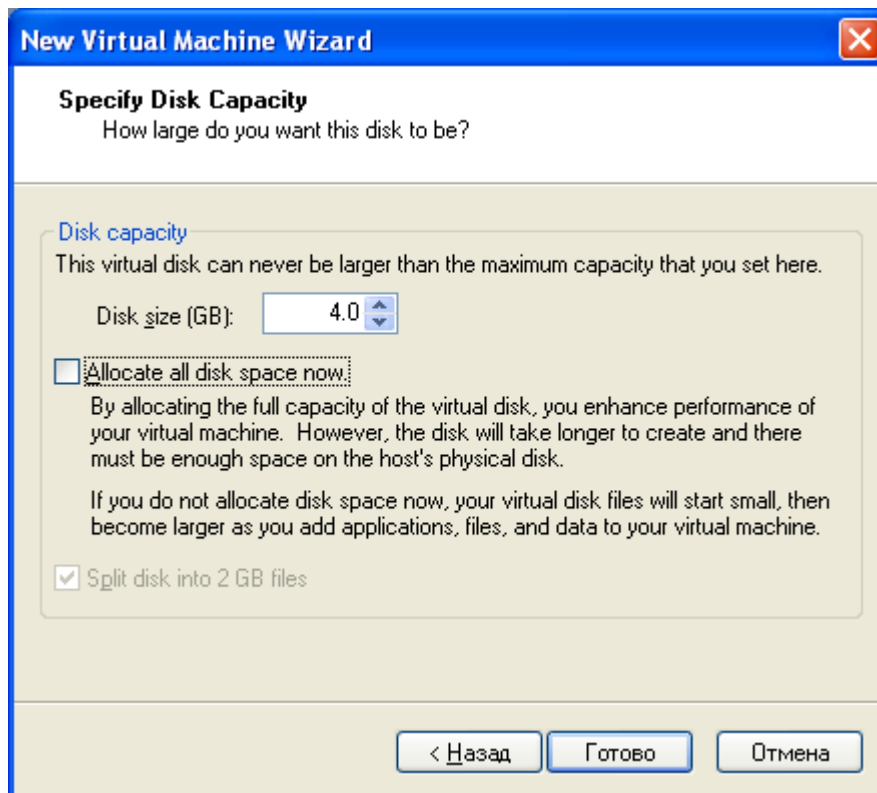 New Virtual Machine Wizard
Specify Disk Capacity
How large do you want this disk to be?
Disk capacity
This virtual disk can never be larger than the maximum capacity that you set here.
Disk size (GB): 4.0
Allocate all disk space now.
By allocating the full capacity of the virtual disk, you enhance performance of
your virtual machine. However, the disk will take longer to create and there
must be enough space on the host's physical disk.
If you do not allocate disk space now, your virtual disk files will start small, then
become larger as you add applications, files, and data to your virtual machine.
Split disk into 2 GB files
< Назад Готово Отмена